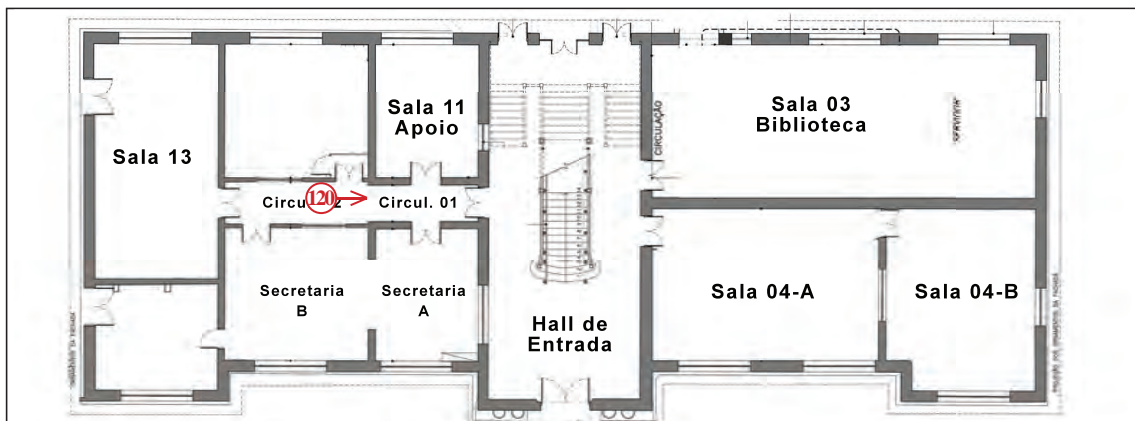 Sala 13
Sala 11
Apoio
Sala 03
Biblioteca
CIRCULAÇÃO
120
Circul. 01
Secretaria
B
Secretaria
A
Hall de
Entrada
Sala 04-A
Sala 04-B